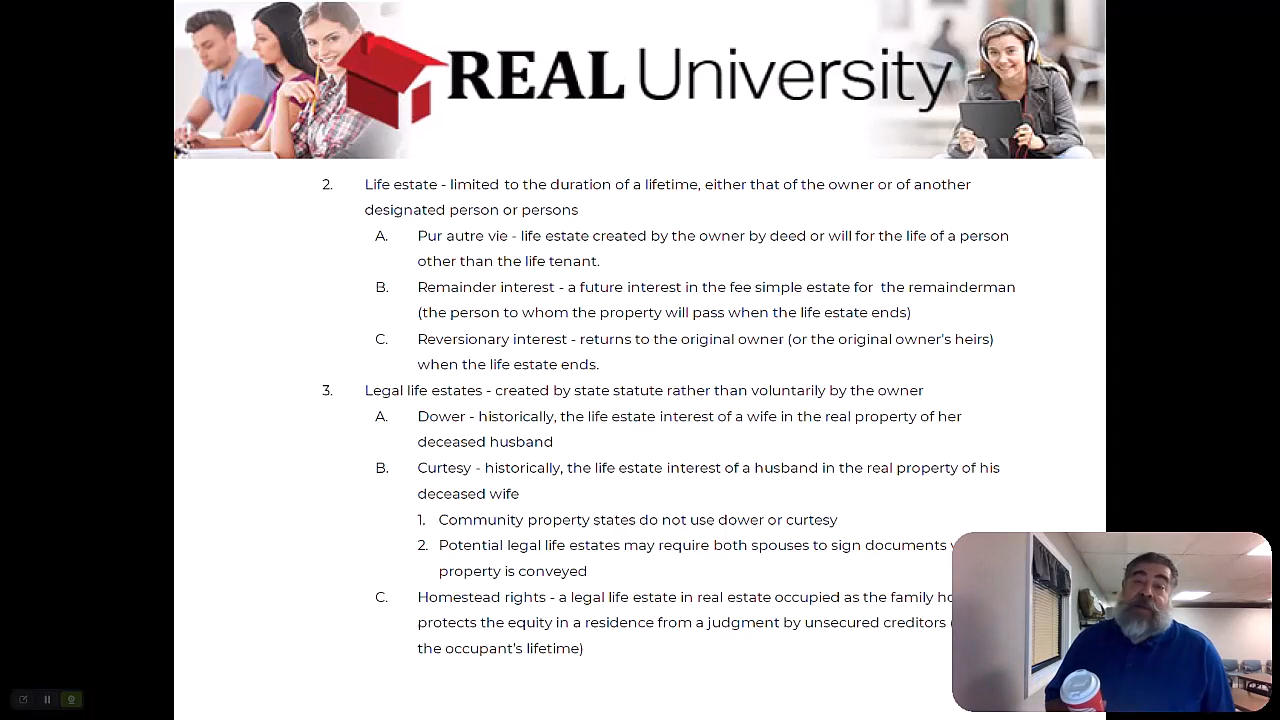 REAL University
2. Life estate - limited to the duration of a lifetime, either that of the owner or of another
designated person or persons
A. Pur autre vie - life estate created by the owner by deed or will for the life of a person
other than the life tenant.
B. Remainder interest - a future interest in the fee simple estate for the remainderman
(the person to whom the property will pass when the life estate ends)
C. Reversionary interest - returns to the original owner (or the original owner's heirs)
when the life estate ends.
3. Legal life estates - created by state statute rather than voluntarily by the owner
A. Dower - historically, the life estate interest of a wife in the real property of her
deceased husband
B. Curtesy - historically, the life estate interest of a husband in the real property of his
deceased wife
1. Community property states do not use dower or curtesy
2. Potential legal life estates may require both spouses to sign documents
property is conveyed
C. Homestead rights - a legal life estate in real estate occupied as the family
protects the equity in a residence from a judgment by unsecured creditors
the occupant's lifetime)